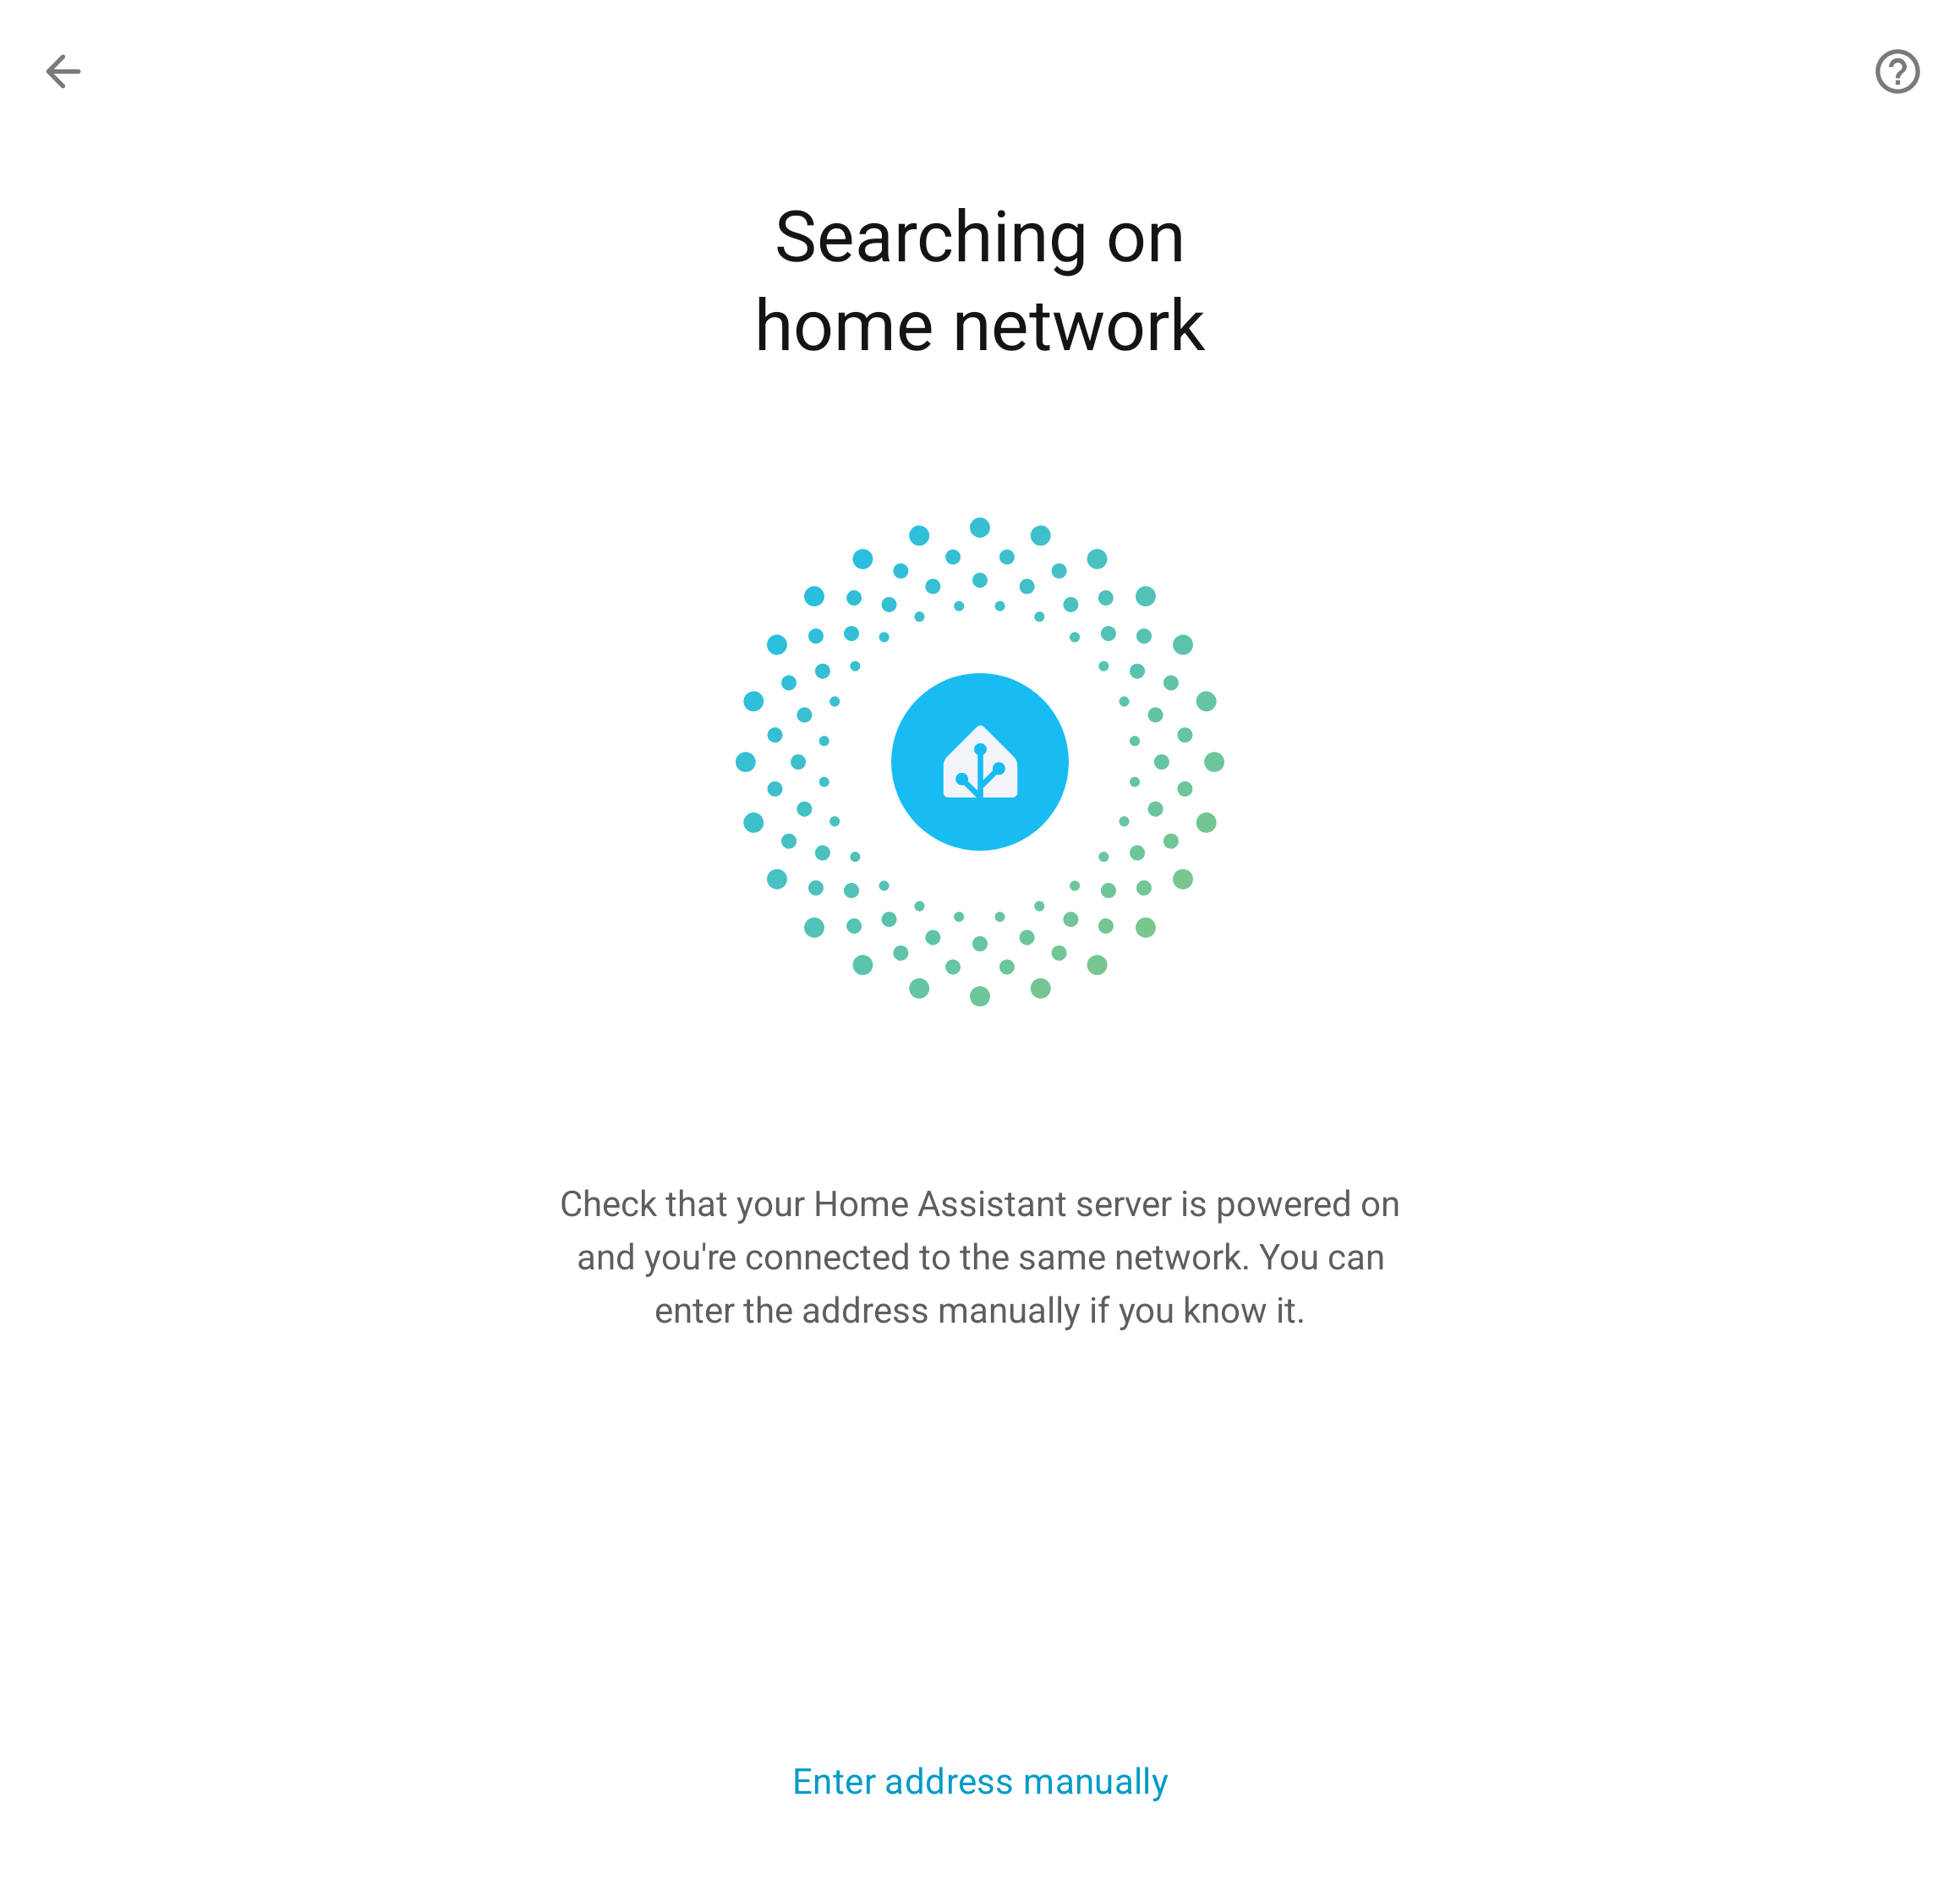 Searching on
home network
Check that your Home Assistant server is powered on
and you're connected to the same network. You can
enter the address manually if you know it.
Enter address manually